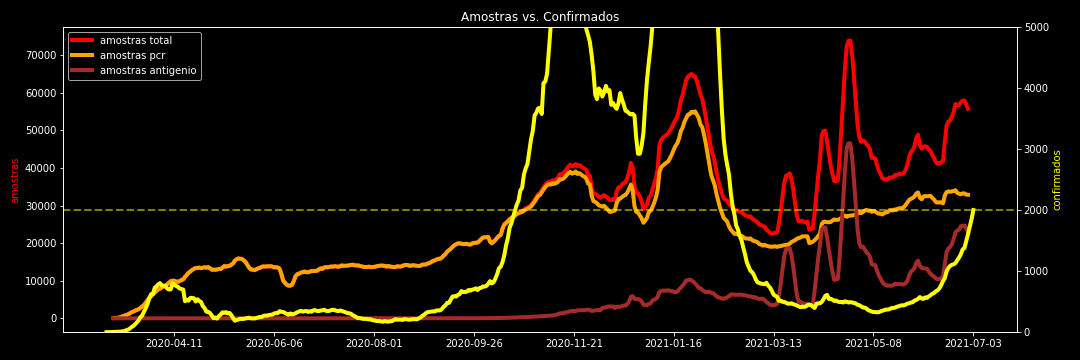 Amostras vs. Confirmados
amostras total
amostras pcr
amostras antigenio
70000
60000
50000
40000
30000
20000
10000
0
amostras
5000
4000
3000
2000
1000
0
confirmados
2020-04-11 2020-06-06 2020-08-01 2020-09-26 2020-11-21 2021-01-16 2021-03-13 2021-05-08 2021-07-03